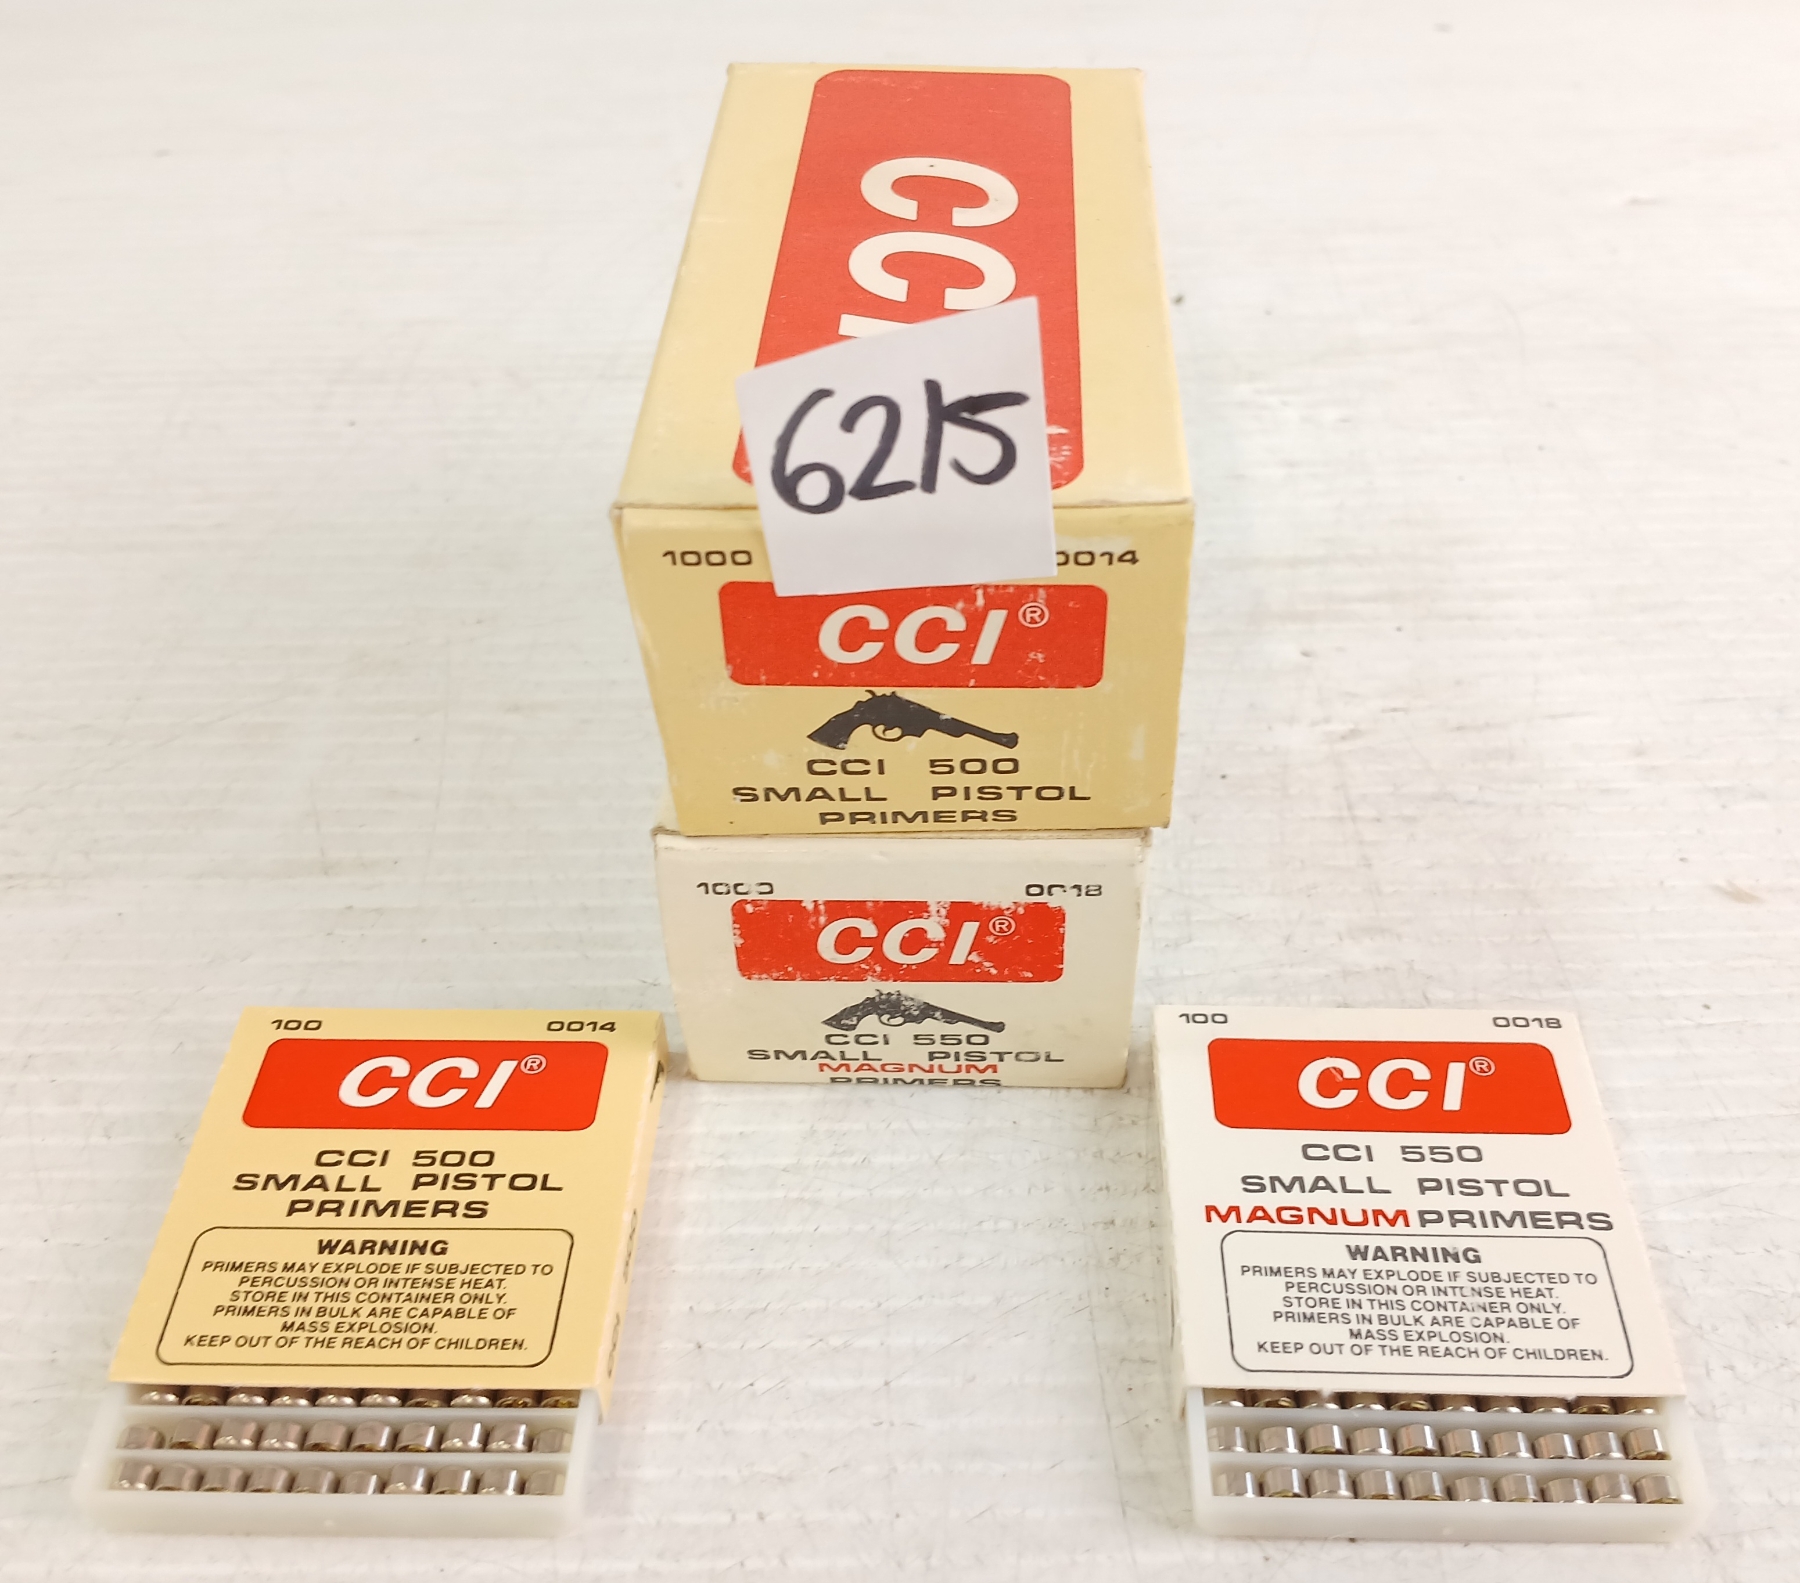 CCI
6215
1000 0014
CCI®
CCI 500
SMALL PISTOL
PRIMERS
1000 0018
CCI®
CCI 550
SMALL PISTOL
MAGNUM
PRIMERS
100 0014
CCI®
CCI 500
SMALL PISTOL
PRIMERS
WARNING
PRIMERS MAY EXPLODE IF SUBJECTED TO
PERCUSSION OR INTENSE HEAT.
STORE IN THIS CONTAINER ONLY.
PRIMERS IN BULK ARE CAPABLE OF
MASS EXPLOSION.
KEEP OUT OF THE REACH OF CHILDREN.
100 0018
CCI®
CCI 550
SMALL PISTOL
MAGNUM PRIMERS
WARNING
PRIMERS MAY EXPLODE IF SUBJECTED TO
PERCUSSION OR INTENSE HEAT.
STORE IN THIS CONTAINER ONLY.
PRIMERS IN BULK ARE CAPABLE OF
MASS EXPLOSION.
KEEP OUT OF THE REACH OF CHILDREN.